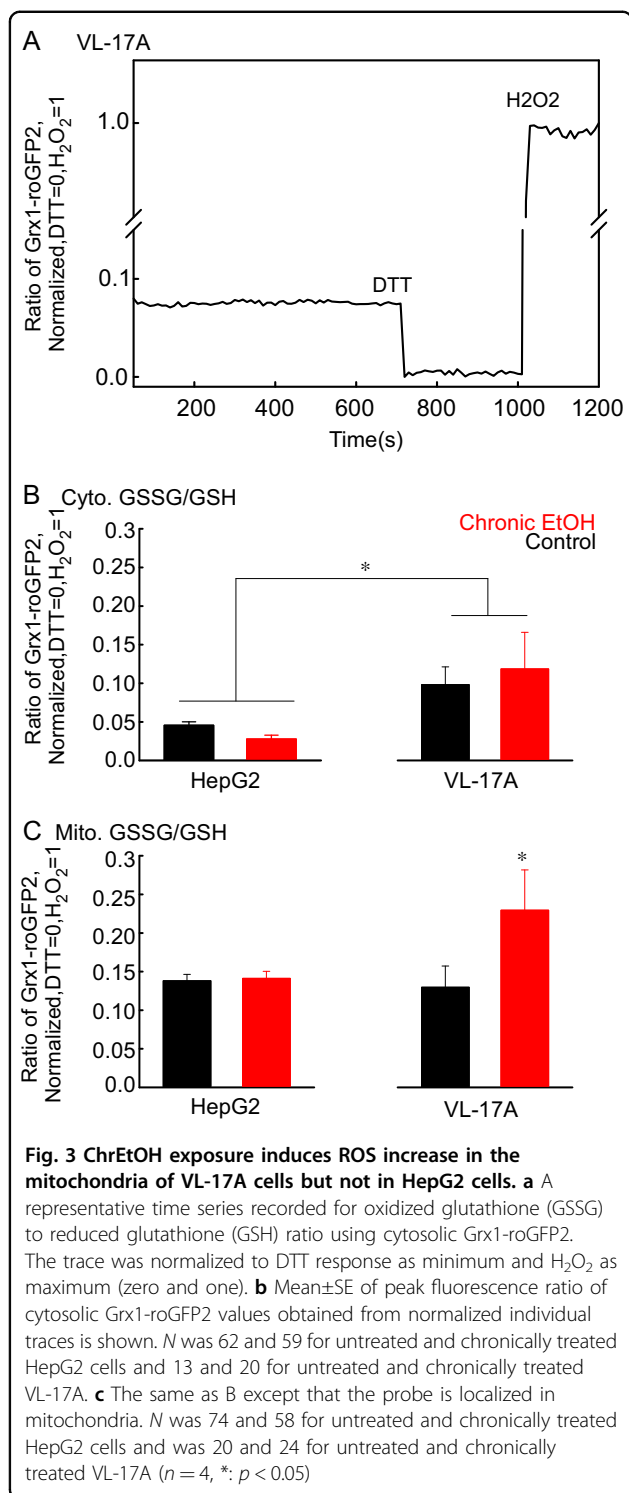 A VL-17A
Ratio of Grx1-roGFP2,
Normalized,DTT=0,H₂O₂=1
1.0
0.1
0.0
DTT
H2O2
200 400 600 800 1000 1200
Time(s)
B Cyto. GSSG/GSH
Ratio of Grx1-roGFP2,
Normalized,DTT=0,H₂O₂=1
0.3
0.25
0.20
0.15
0.10
0.05
0.0
Chronic EtOH
Control
*
HepG2 VL-17A
C Mito. GSSG/GSH
Ratio of Grx1-roGFP2,
Normalized,DTT=0,H₂O₂=1
0.3
0.25
0.20
0.15
0.10
0.05
0.0
*
HepG2 VL-17A
Fig. 3 ChrEtOH exposure induces ROS increase in the
mitochondria of VL-17A cells but not in HepG2 cells. a A
representative time series recorded for oxidized glutathione (GSSG)
to reduced glutathione (GSH) ratio using cytosolic Grx1-roGFP2.
The trace was normalized to DTT response as minimum and H₂O₂ as
maximum (zero and one). b Mean±SE of peak fluorescence ratio of
cytosolic Grx1-roGFP2 values obtained from normalized individual
traces is shown. N was 62 and 59 for untreated and chronically treated
HepG2 cells and 13 and 20 for untreated and chronically treated
VL-17A. c The same as B except that the probe is localized in
mitochondria. N was 74 and 58 for untreated and chronically treated
HepG2 cells and was 20 and 24 for untreated and chronically
treated VL-17A (n = 4, *: p < 0.05)